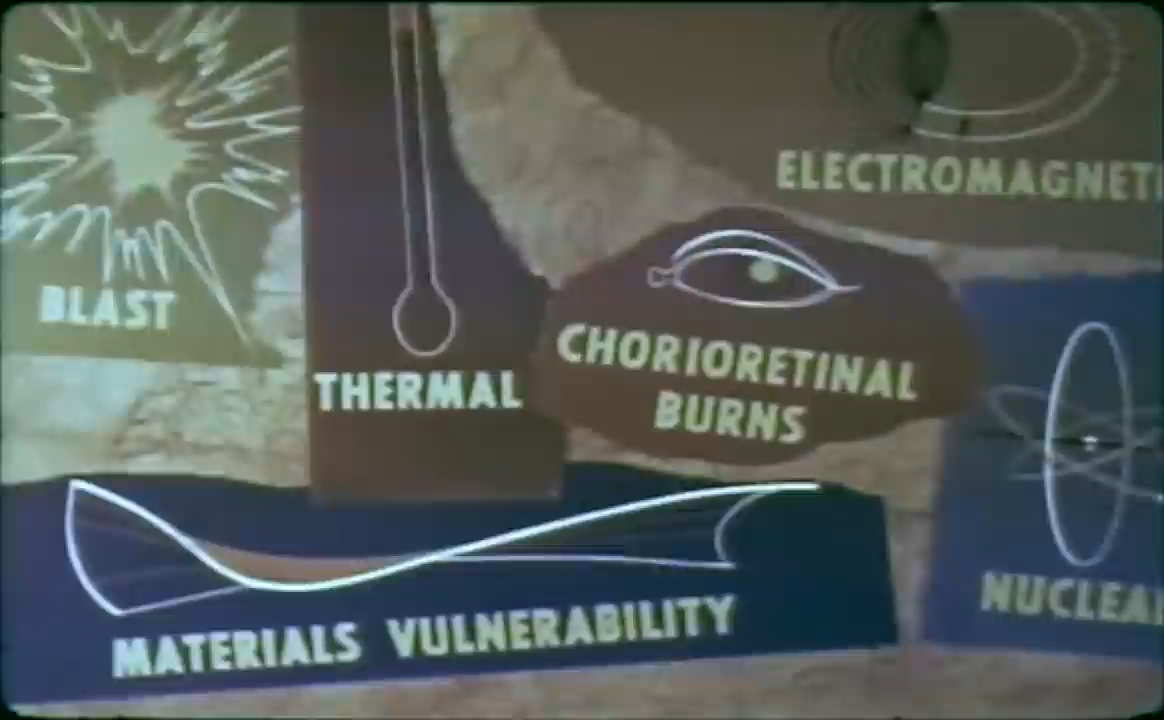 ELECTROMAGNETI
BLAST
THERMAL
CHORIORETINAL
BURNS
NUCLEA
MATERIALS VULNERABILITY